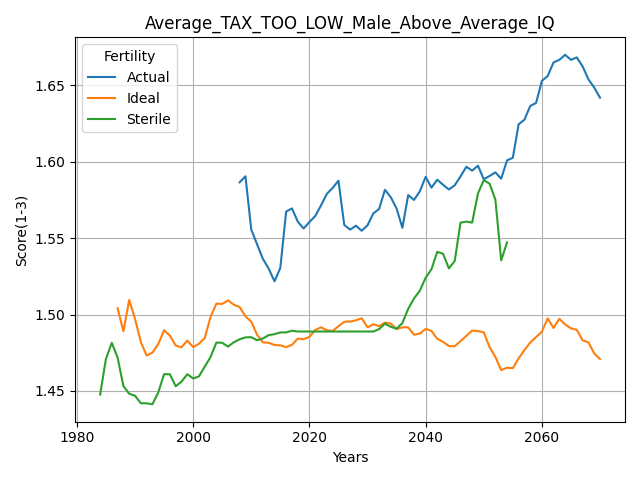 Average_TAX_TOO_LOW_Male_Above_Average_IQ
Fertility
Actual
Ideal
Sterile
Score(1-3)
1.65
1.60
1.55
1.50
1.45
1980
2000
2020
2040
2060
Years